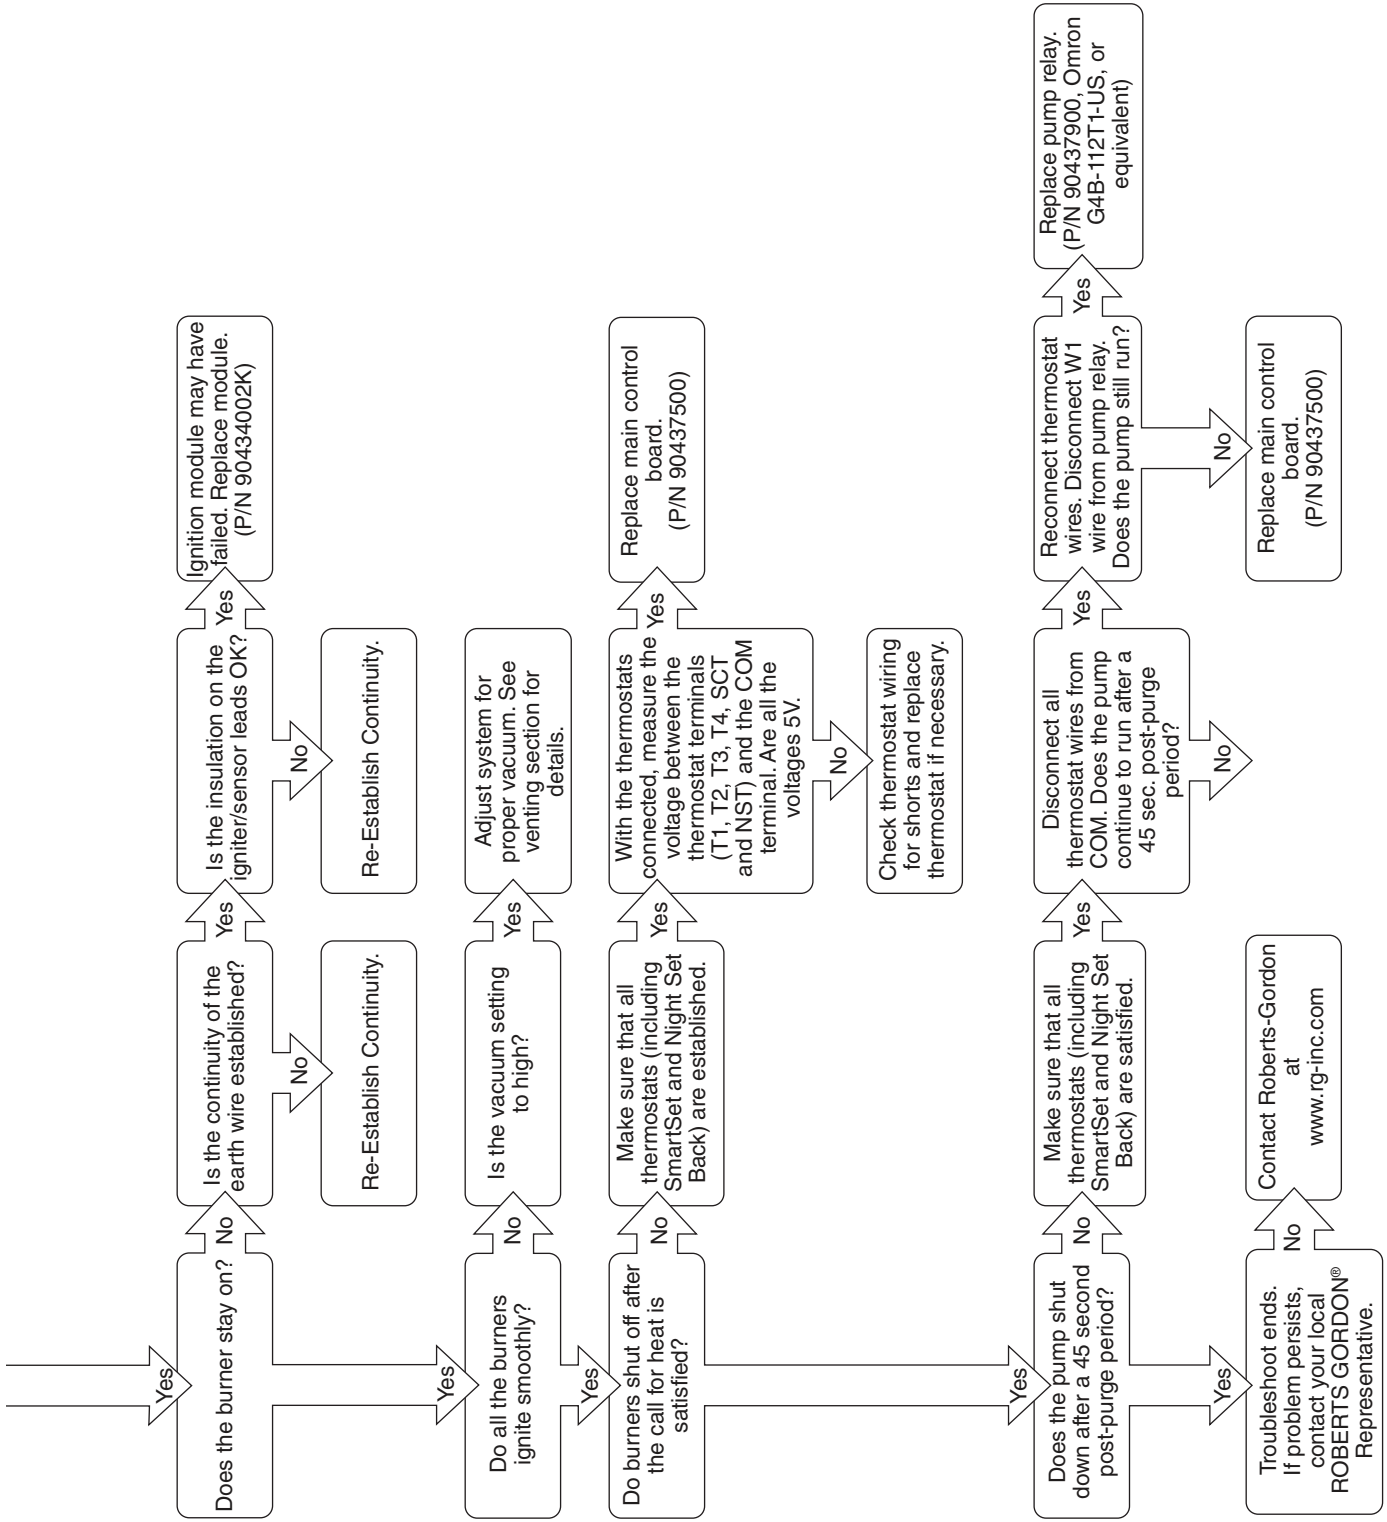 Yes
Does the burner stay on?
No
Is the continuity of the
earth wire established?
No
Re-Establish Continuity.
Yes
Is the insulation on the
igniter/sensor leads OK?
No
Re-Establish Continuity.
Yes
Ignition module may have
failed. Replace module.
(P/N 90434002K)
Yes
Do all the burners
ignite smoothly?
No
Is the vacuum setting
to high?
Yes
Adjust system for
proper vacuum. See
venting section for
details.
Yes
Do burners shut off after
the call for heat is
satisfied?
No
Make sure that all
thermostats (including
SmartSet and Night Set
Back) are established.
Yes
With the thermostats
connected, measure the
voltage between the
thermostat terminals
(T1, T2, T3, T4, SCT
and NST) and the COM
terminal. Are all the
voltages 5V.
No
Check thermostat wiring
for shorts and replace
thermostat if necessary.
Yes
Replace main control
board.
(P/N 90437500)
Yes
Does the pump shut
down after a 45 second
post-purge period?
No
Make sure that all
thermostats (including
SmartSet and Night Set
Back) are satisfied.
Yes
Disconnect all
thermostat wires from
COM. Does the pump
continue to run after a
45 sec. post-purge
period?
No
Yes
Reconnect thermostat
wires. Disconnect W1
wire from pump relay.
Does the pump still run?
No
Replace main control
board.
(P/N 90437500)
Yes
Replace pump relay.
(P/N 90437900, Omron
G4B-112T1-US, or
equivalent)
Yes
Troubleshoot ends.
If problem persists,
contact your local
ROBERTS GORDON®
Representative.
No
Contact Roberts-Gordon
at
www.rg-inc.com